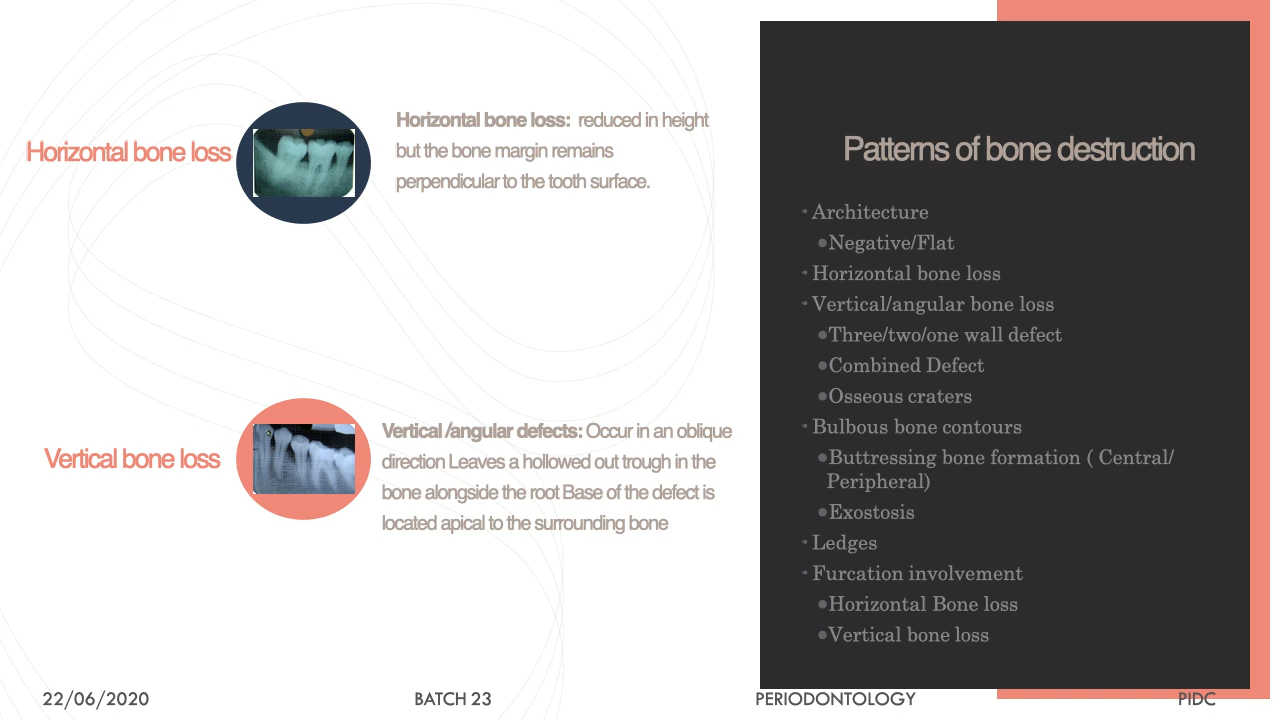 Horizontal bone loss
Horizontal bone loss: reduced in height
but the bone margin remains
perpendicular to the tooth surface.
Vertical bone loss
Vertical /angular defects: Occur in an oblique
direction Leaves a hollowed out trough in the
bone alongside the root Base of the defect is
located apical to the surrounding bone
Patterns of bone destruction
Architecture
Negative/Flat
Horizontal bone loss
Vertical/angular bone loss
Three/two/one wall defect
Combined Defect
Osseous craters
Bulbous bone contours
Buttressing bone formation ( Central/
Peripheral)
Exostosis
Ledges
Furcation involvement
Horizontal Bone loss
Vertical bone loss
22/06/2020 BATCH 23 PERIODONTOLOGY PIDC